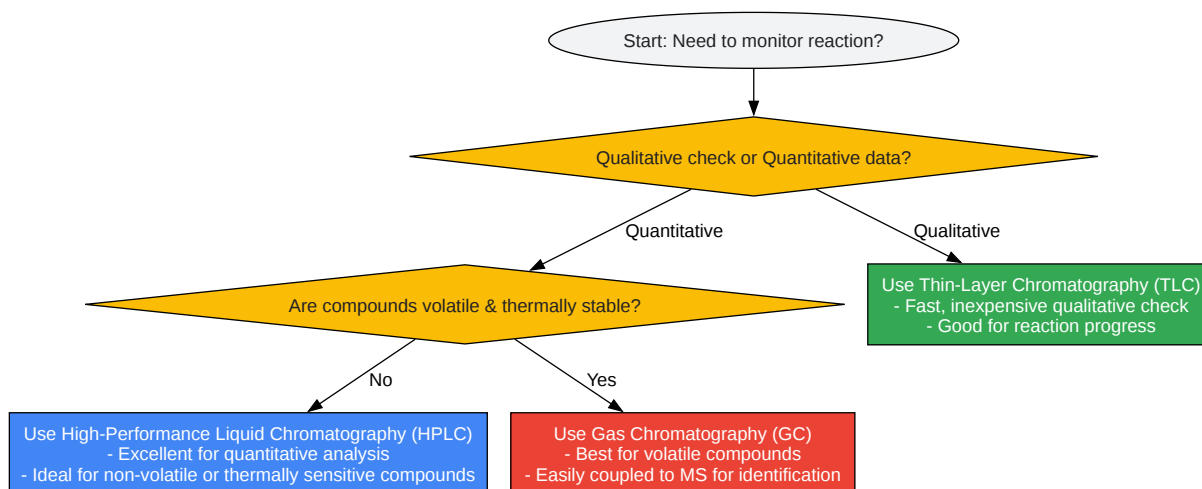 Start: Need to monitor reaction?
Qualitative check or Quantitative data?
Quantitative
Qualitative
Are compounds volatile & thermally stable?
Use Thin-Layer Chromatography (TLC)
- Fast, inexpensive qualitative check
- Good for reaction progress
No
Yes
Use High-Performance Liquid Chromatography (HPLC)
- Excellent for quantitative analysis
- Ideal for non-volatile or thermally sensitive compounds
Use Gas Chromatography (GC)
- Best for volatile compounds
- Easily coupled to MS for identification